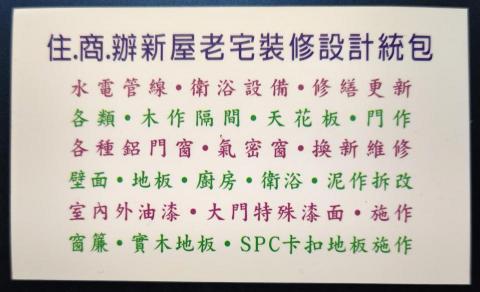 住.商.辦新屋老宅裝修設計統包
水電管線•衛浴設備•修繕更新
各類•木作隔間•天花板•門作
各種鋁門窗•氣密窗•換新維修
壁面•地板•廚房•衛浴•泥作拆改
室內外油漆•大門特殊漆面•施作
窗簾•實木地板•SPC卡扣地板施作